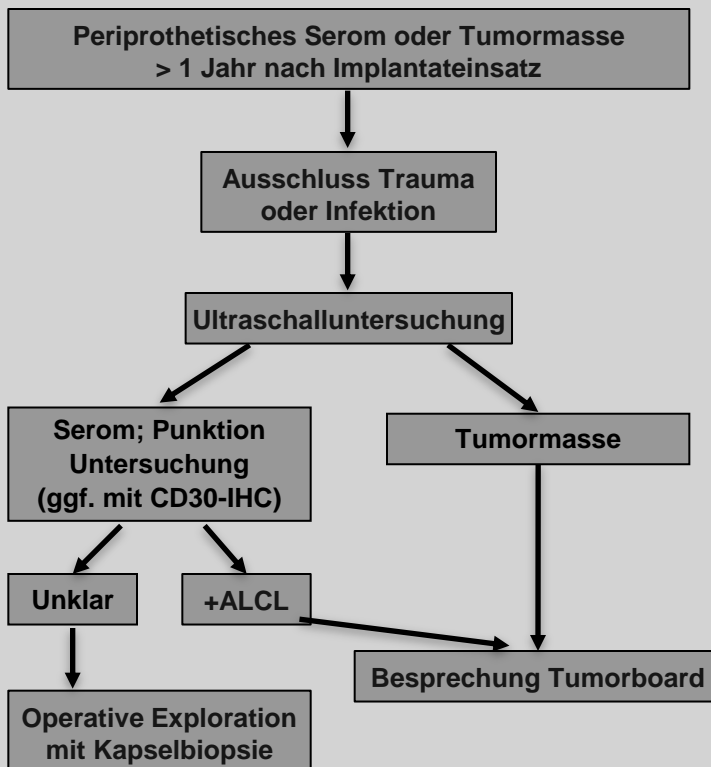 Periprothetisches Serom oder Tumormasse
> 1 Jahr nach Implantateinsatz
Ausschluss Trauma
oder Infektion
Ultraschalluntersuchung
Serom; Punktion
Untersuchung
(ggf. mit CD30-IHC)
Tumormasse
Unklar
+ALCL
Besprechung Tumorboard
Operative Exploration
mit Kapselbiopsie